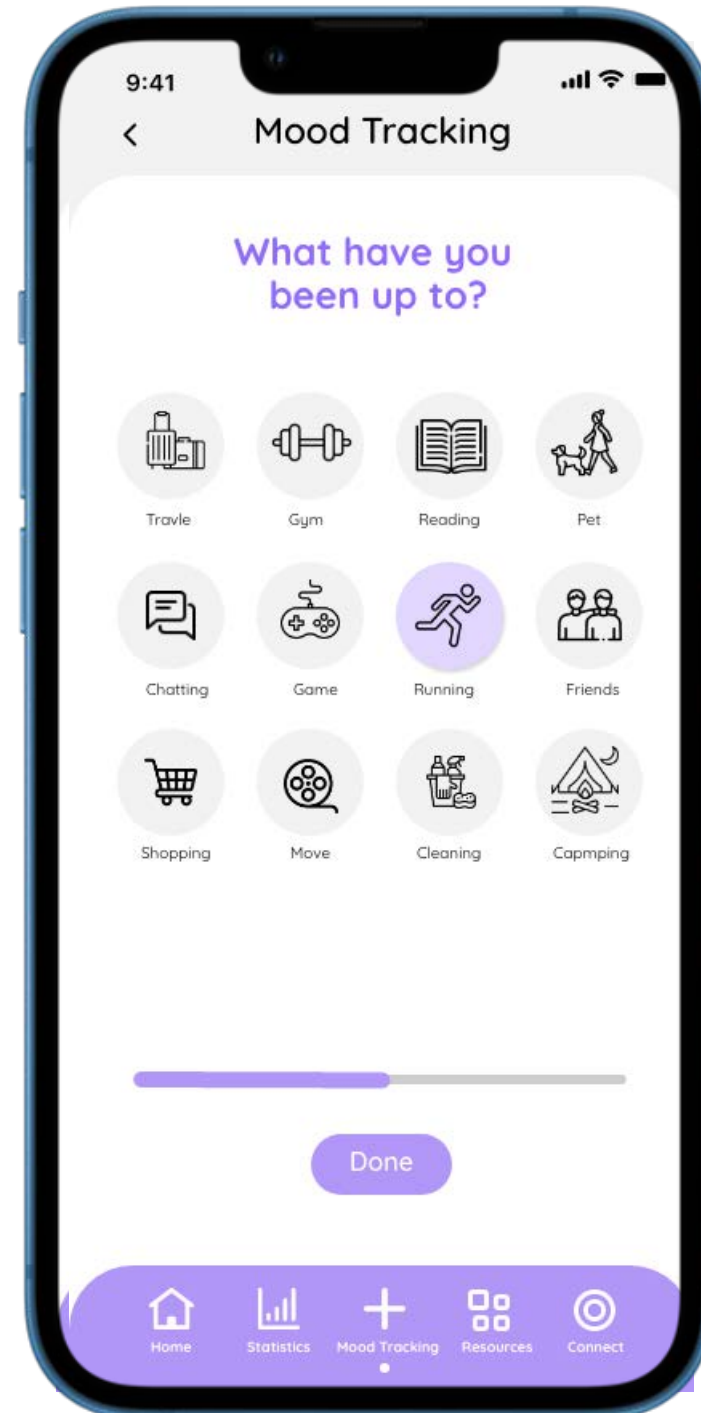 9:41
Mood Tracking
What have you
been up to?
Travle Gym Reading Pet
Chatting Game Running Friends
Shopping Move Cleaning Capmping
Done
Home Statistics Mood Tracking Resources Connect